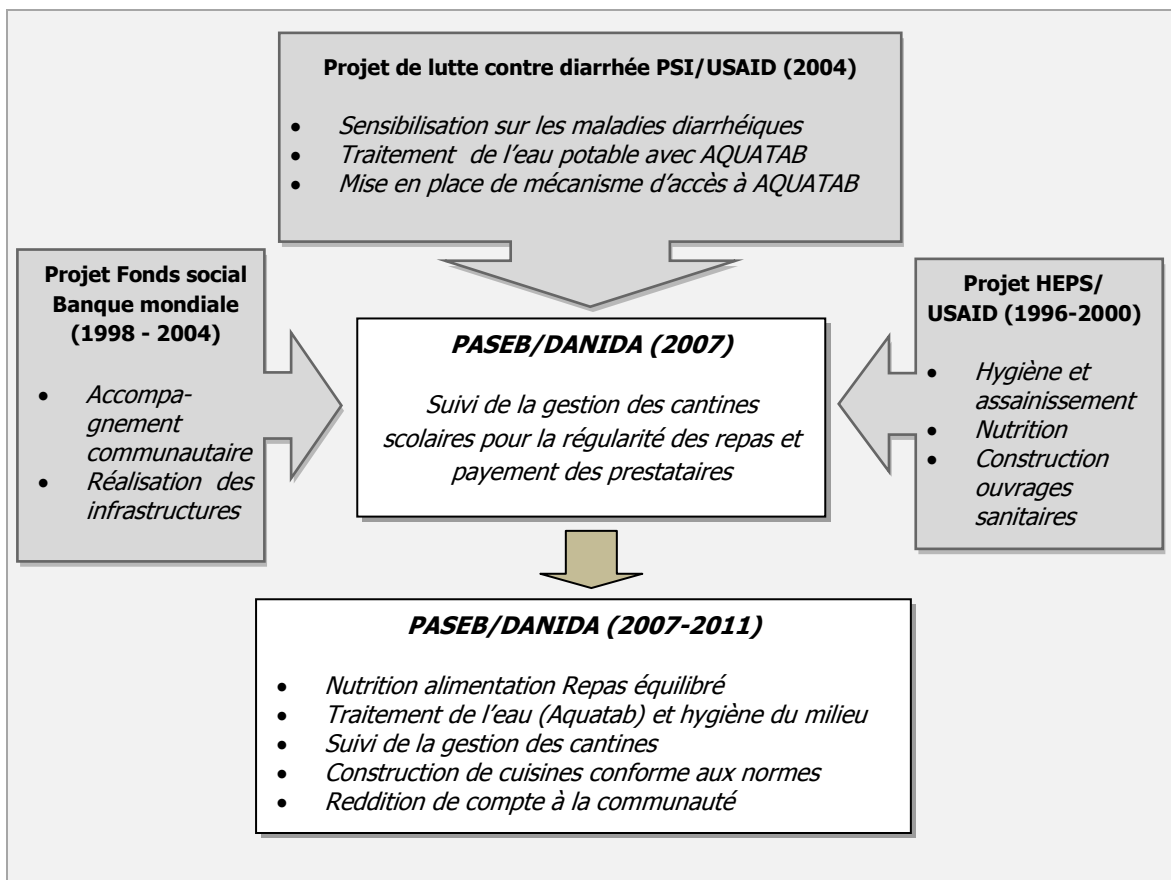 Projet de lutte contre diarrhée PSI/USAID (2004)
• Sensibilisation sur les maladies diarrhéiques
• Traitement de l'eau potable avec AQUATAB
• Mise en place de mécanisme d'accès à AQUATAB
Projet Fonds social
Banque mondiale
(1998 - 2004)
• Accompa-
gnement
communautaire
• Réalisation des
infrastructures
PASEB/DANIDA (2007)
Suivi de la gestion des cantines
scolaires pour la régularité des repas et
payement des prestataires
Projet HEPS/
USAID (1996-2000)
• Hygiène et
assainissement
• Nutrition
• Construction
ouvrages
sanitaires
PASEB/DANIDA (2007-2011)
• Nutrition alimentation Repas équilibré
• Traitement de l'eau (Aquatab) et hygiène du milieu
• Suivi de la gestion des cantines
• Construction de cuisines conforme aux normes
• Reddition de compte à la communauté